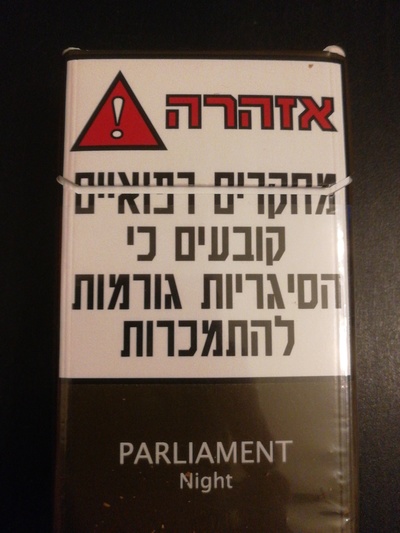 אזהרה
מחקרים רפואיים
קובעים כי
הסיגריות גורמות
להתמכרות
PARLIAMENT
Night